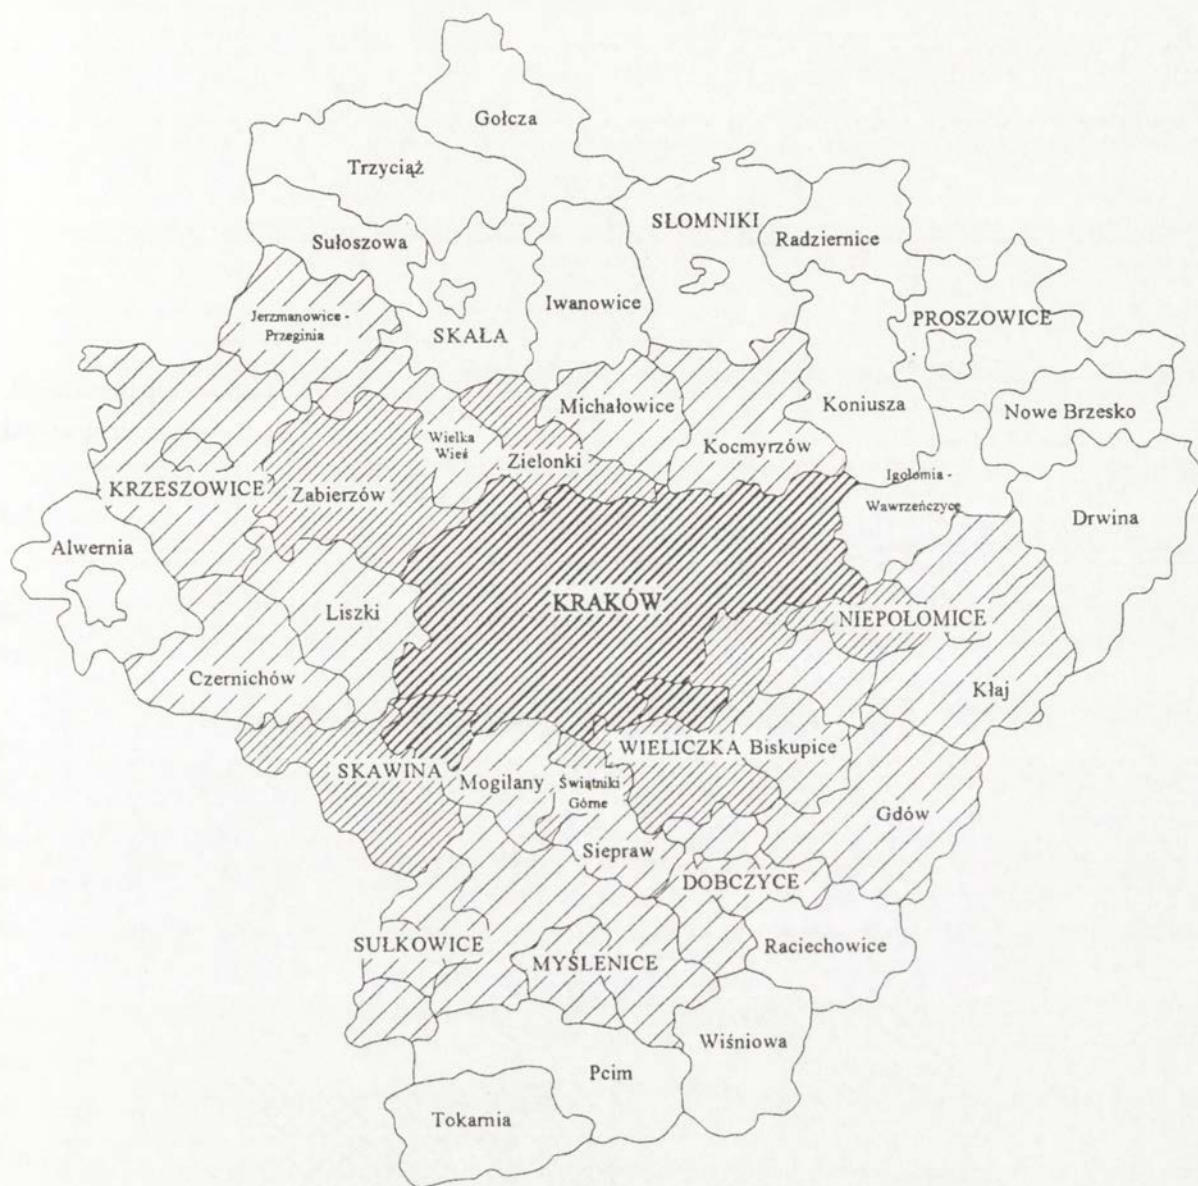 Gołcza
Trzyciąż
SŁOMNIKI
Radziernice
Sułoszowa
Iwanowice
Jerzmanowice -
Przeginia
SKAŁA
PROSZOWICE
Michałowice
Koniusza
Nowe Brzesko
Wielka
Wieś
Zielonki
Kocmyrzów
KRZESZOWICE
Zabierzów
Igołomia -
Wawrzeńczyce
Drwina
Alwernia
Liszki
KRAKÓW
NIEPOŁOMICE
Czernichów
Kłaj
SKAWINA
Mogilany
Świątniki
Górne
WIELICZKA
Biskupice
Gdów
Siepraw
DOBCZYCE
SUŁKOWICE
MYŚLENICE
Raciechowice
Wiśniowa
Pcim
Tokarnia